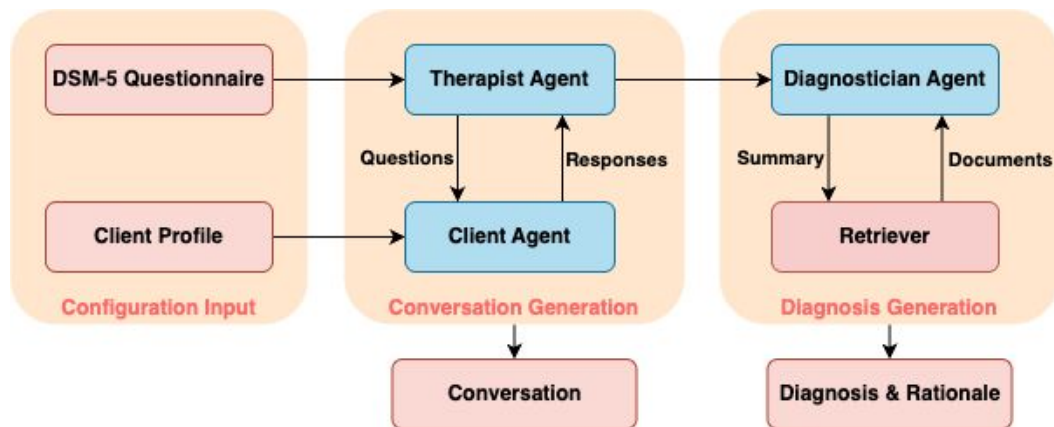 DSM-5 Questionnaire
Therapist Agent
Diagnostician Agent
Questions
Responses
Summary
Documents
Client Profile
Client Agent
Retriever
Configuration Input
Conversation Generation
Diagnosis Generation
Conversation
Diagnosis & Rationale